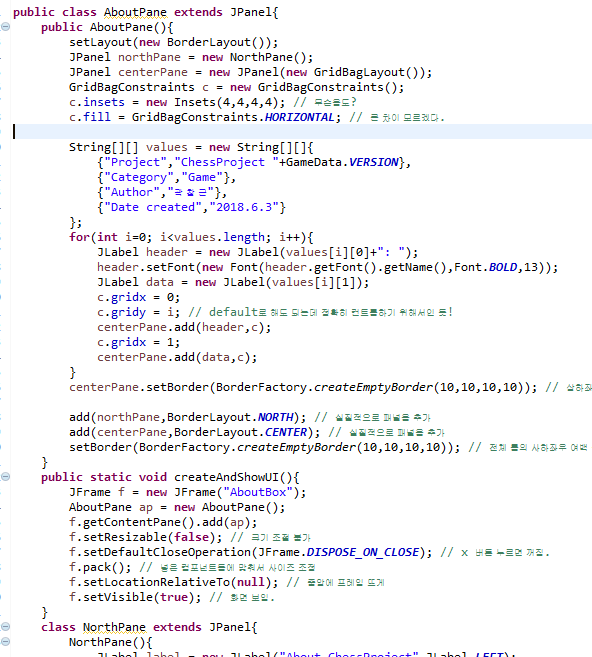 public class AboutPane extends JPanel{
public AboutPane(){
setLayout(new BorderLayout());
JPanel northPane = new NorthPane();
JPanel centerPane = new JPanel(new GridBagLayout());
GridBagConstraints c = new GridBagConstraints();
c.insets = new Insets(4,4,4,4); // 무슨용도?
c.fill = GridBagConstraints.HORIZONTAL; // 뭔 차이 모르겠다.
String[][] values = new String[][]{
{"Project","ChessProject "+GameData.VERSION},
{"Category","Game"},
{"Author",""},
{"Date created","2018.6.3"}
};
for(int i=0; i<values.length; i++){
JLabel header = new JLabel(values[i][0]+": ");
header.setFont(new Font(header.getFont().getName(),Font.BOLD,13));
JLabel data = new JLabel(values[i][1]);
c.gridx = 0;
c.gridy = i; // default로 해도 되는데 정확히 컨트롤하기 위해서인 듯!
centerPane.add(header,c);
c.gridx = 1;
centerPane.add(data,c);
}
centerPane.setBorder(BorderFactory.createEmptyBorder(10,10,10,10)); //
add(northPane,BorderLayout.NORTH); // 실질적으로 패널을 추가
add(centerPane,BorderLayout.CENTER); // 실질적으로 패널을 추가
setBorder(BorderFactory.createEmptyBorder(10,10,10,10)); // 전체 틀의 사하좌우 여백
}
public static void createAndShowUI(){
JFrame f = new JFrame("AboutBox");
AboutPane ap = new AboutPane();
f.getContentPane().add(ap);
f.setResizable(false); // 크기 조절 불가
f.setDefaultCloseOperation(JFrame.DISPOSE_ON_CLOSE); // x 버튼 누르면 꺼짐.
f.pack(); // 넣은 컴포넌트들에 맞춰서 사이즈 조절
f.setLocationRelativeTo(null); // 중앙에 프레임 뜨게
f.setVisible(true); // 화면 보임.
}
class NorthPane extends JPanel{
NorthPane(){
JLabel label = new JLabel("About ChessProject",JLabel.LEFT);